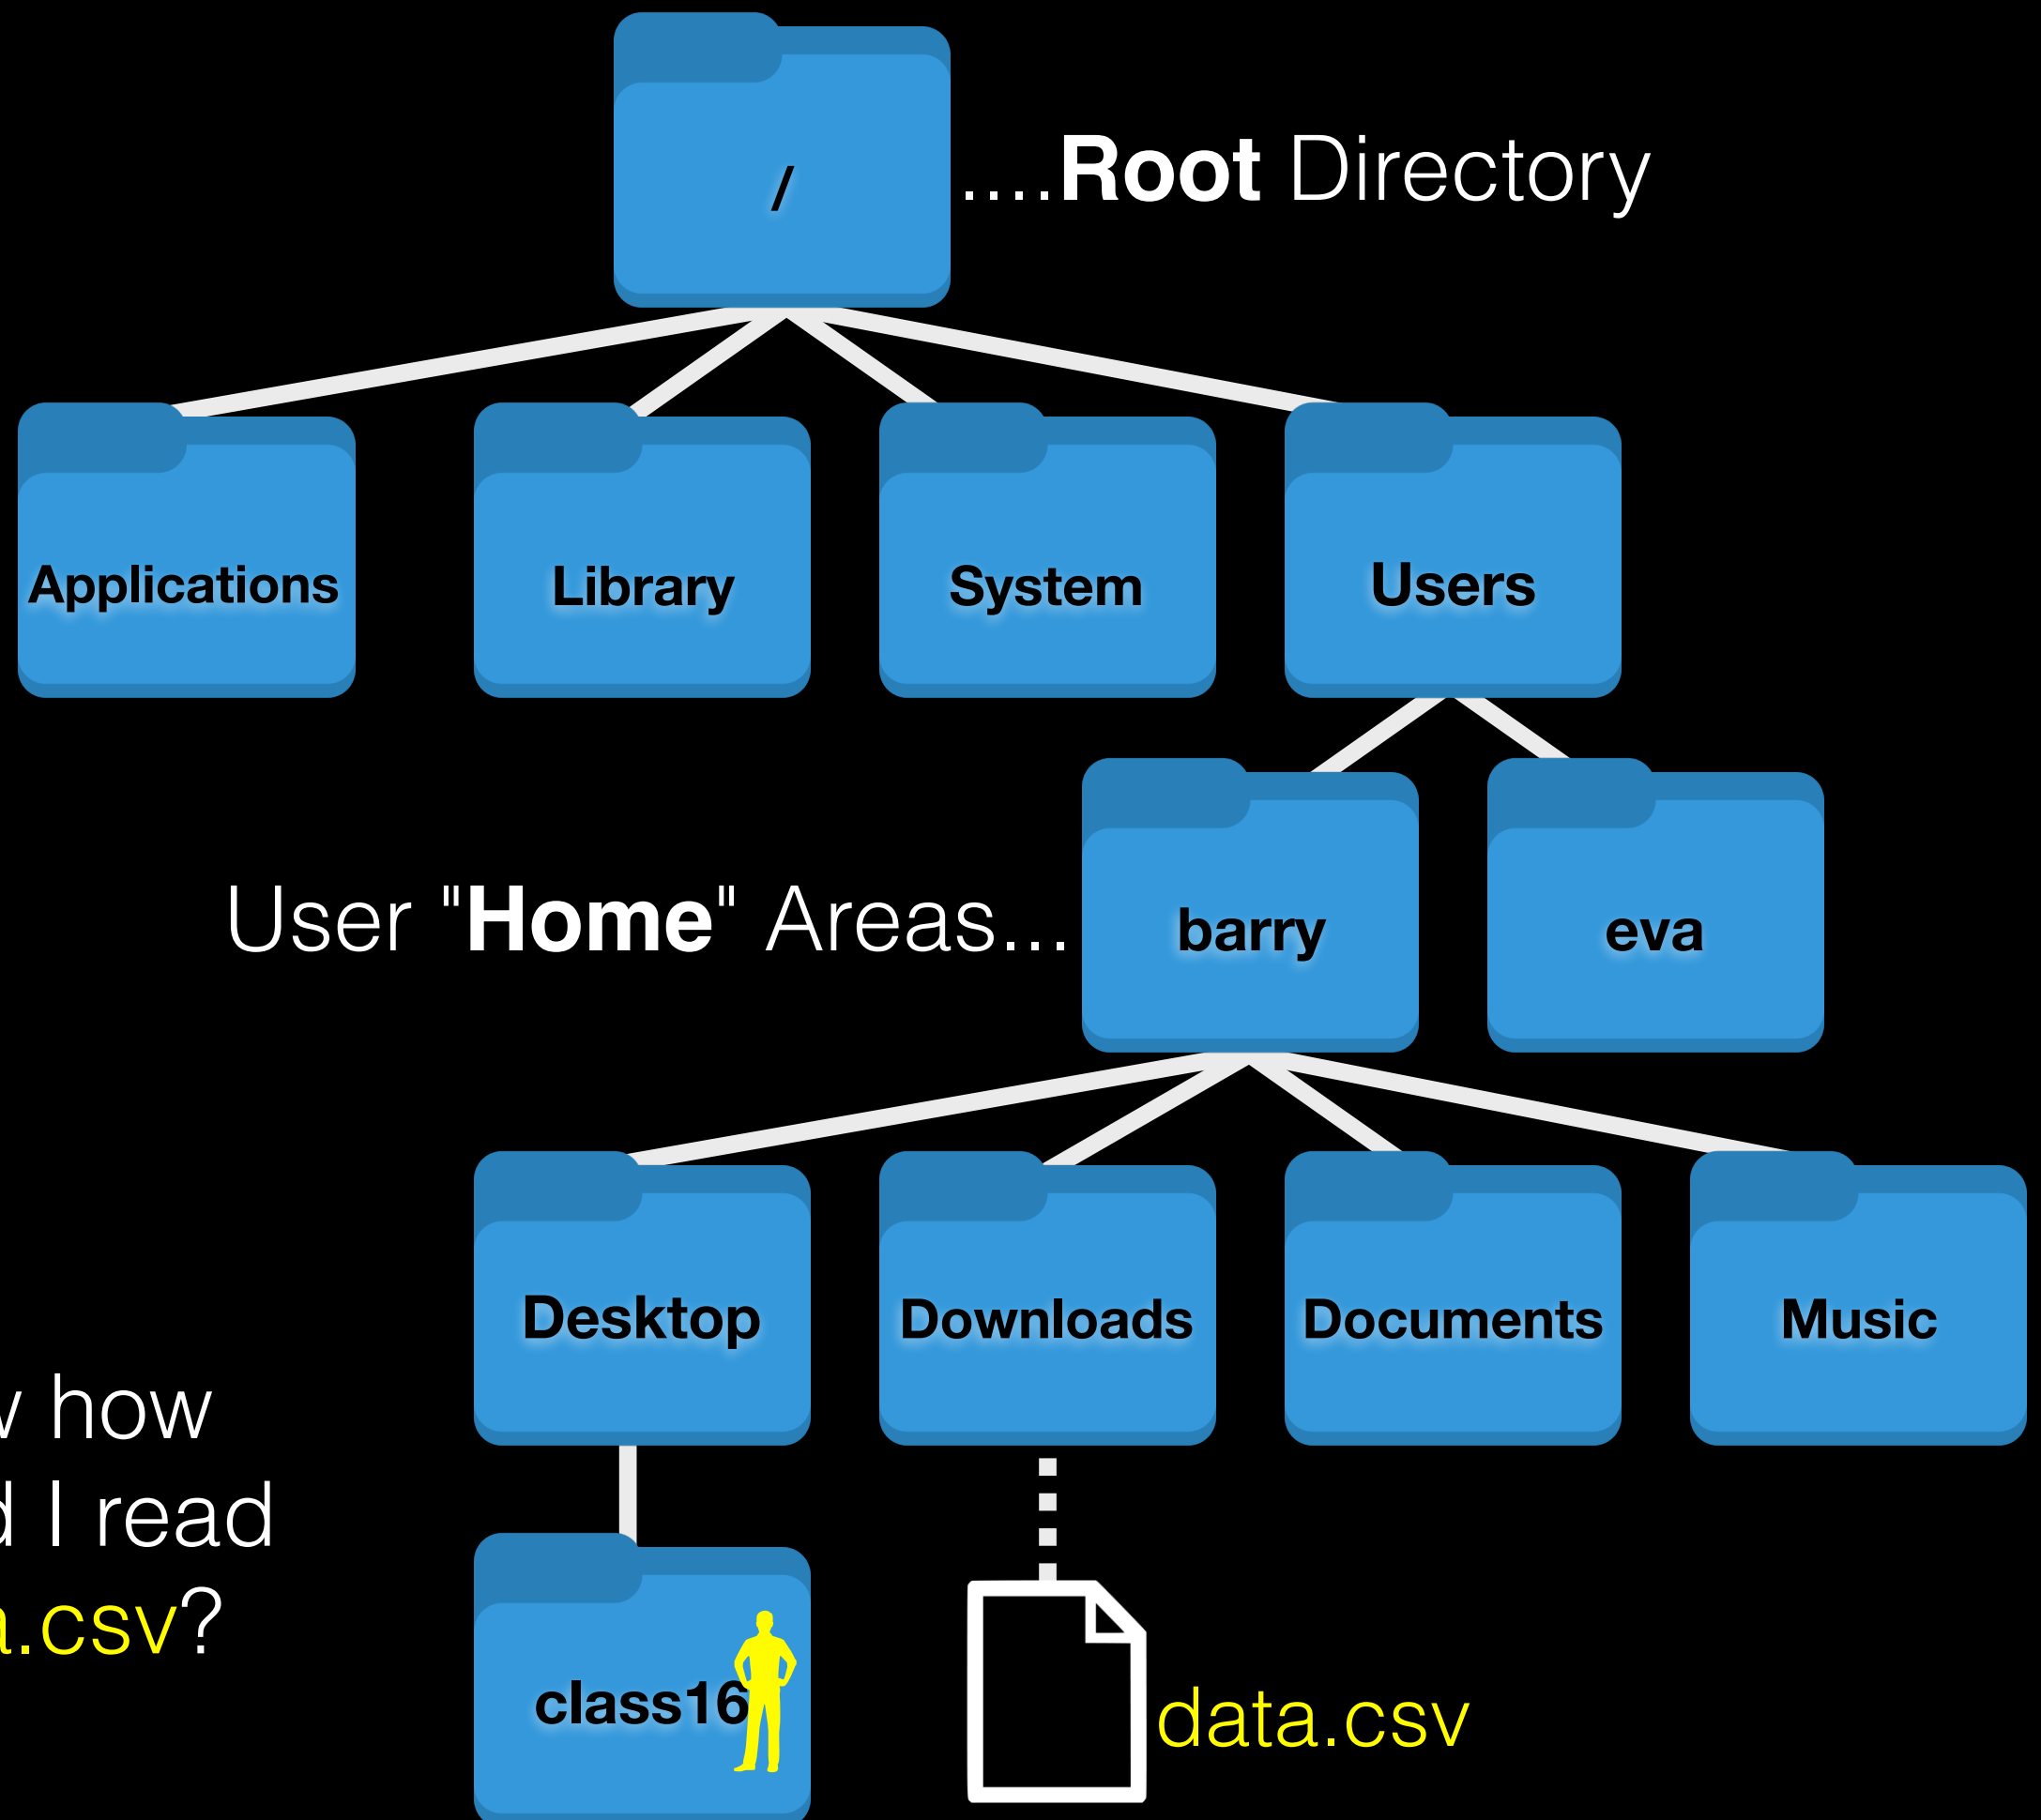 /
....Root Directory
Applications
Library
System
Users
User "Home" Areas...
barry
eva
Desktop
Downloads
Documents
Music
how
I read
.csv?
class16
data.csv